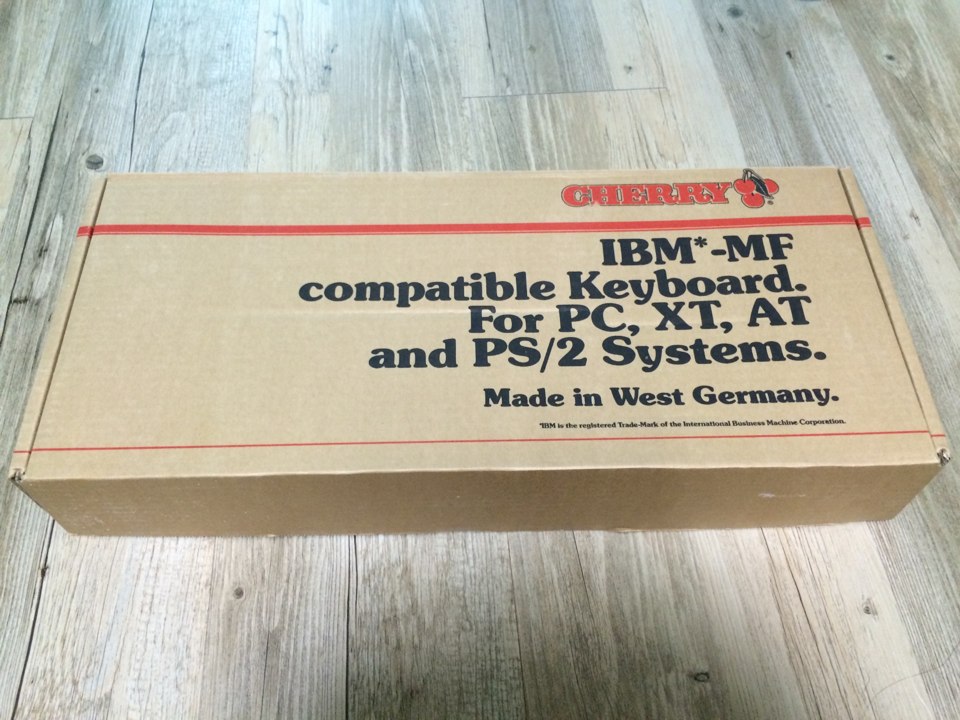 CHERRY
IBM*-MF
compatible Keyboard.
For PC, XT, AT
and PS/2 Systems.
Made in West Germany.
*IBM is the registered Trade-Mark of the International Business Machine Corporation.